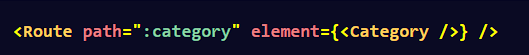 <Route path=":category" element={<Category />} />